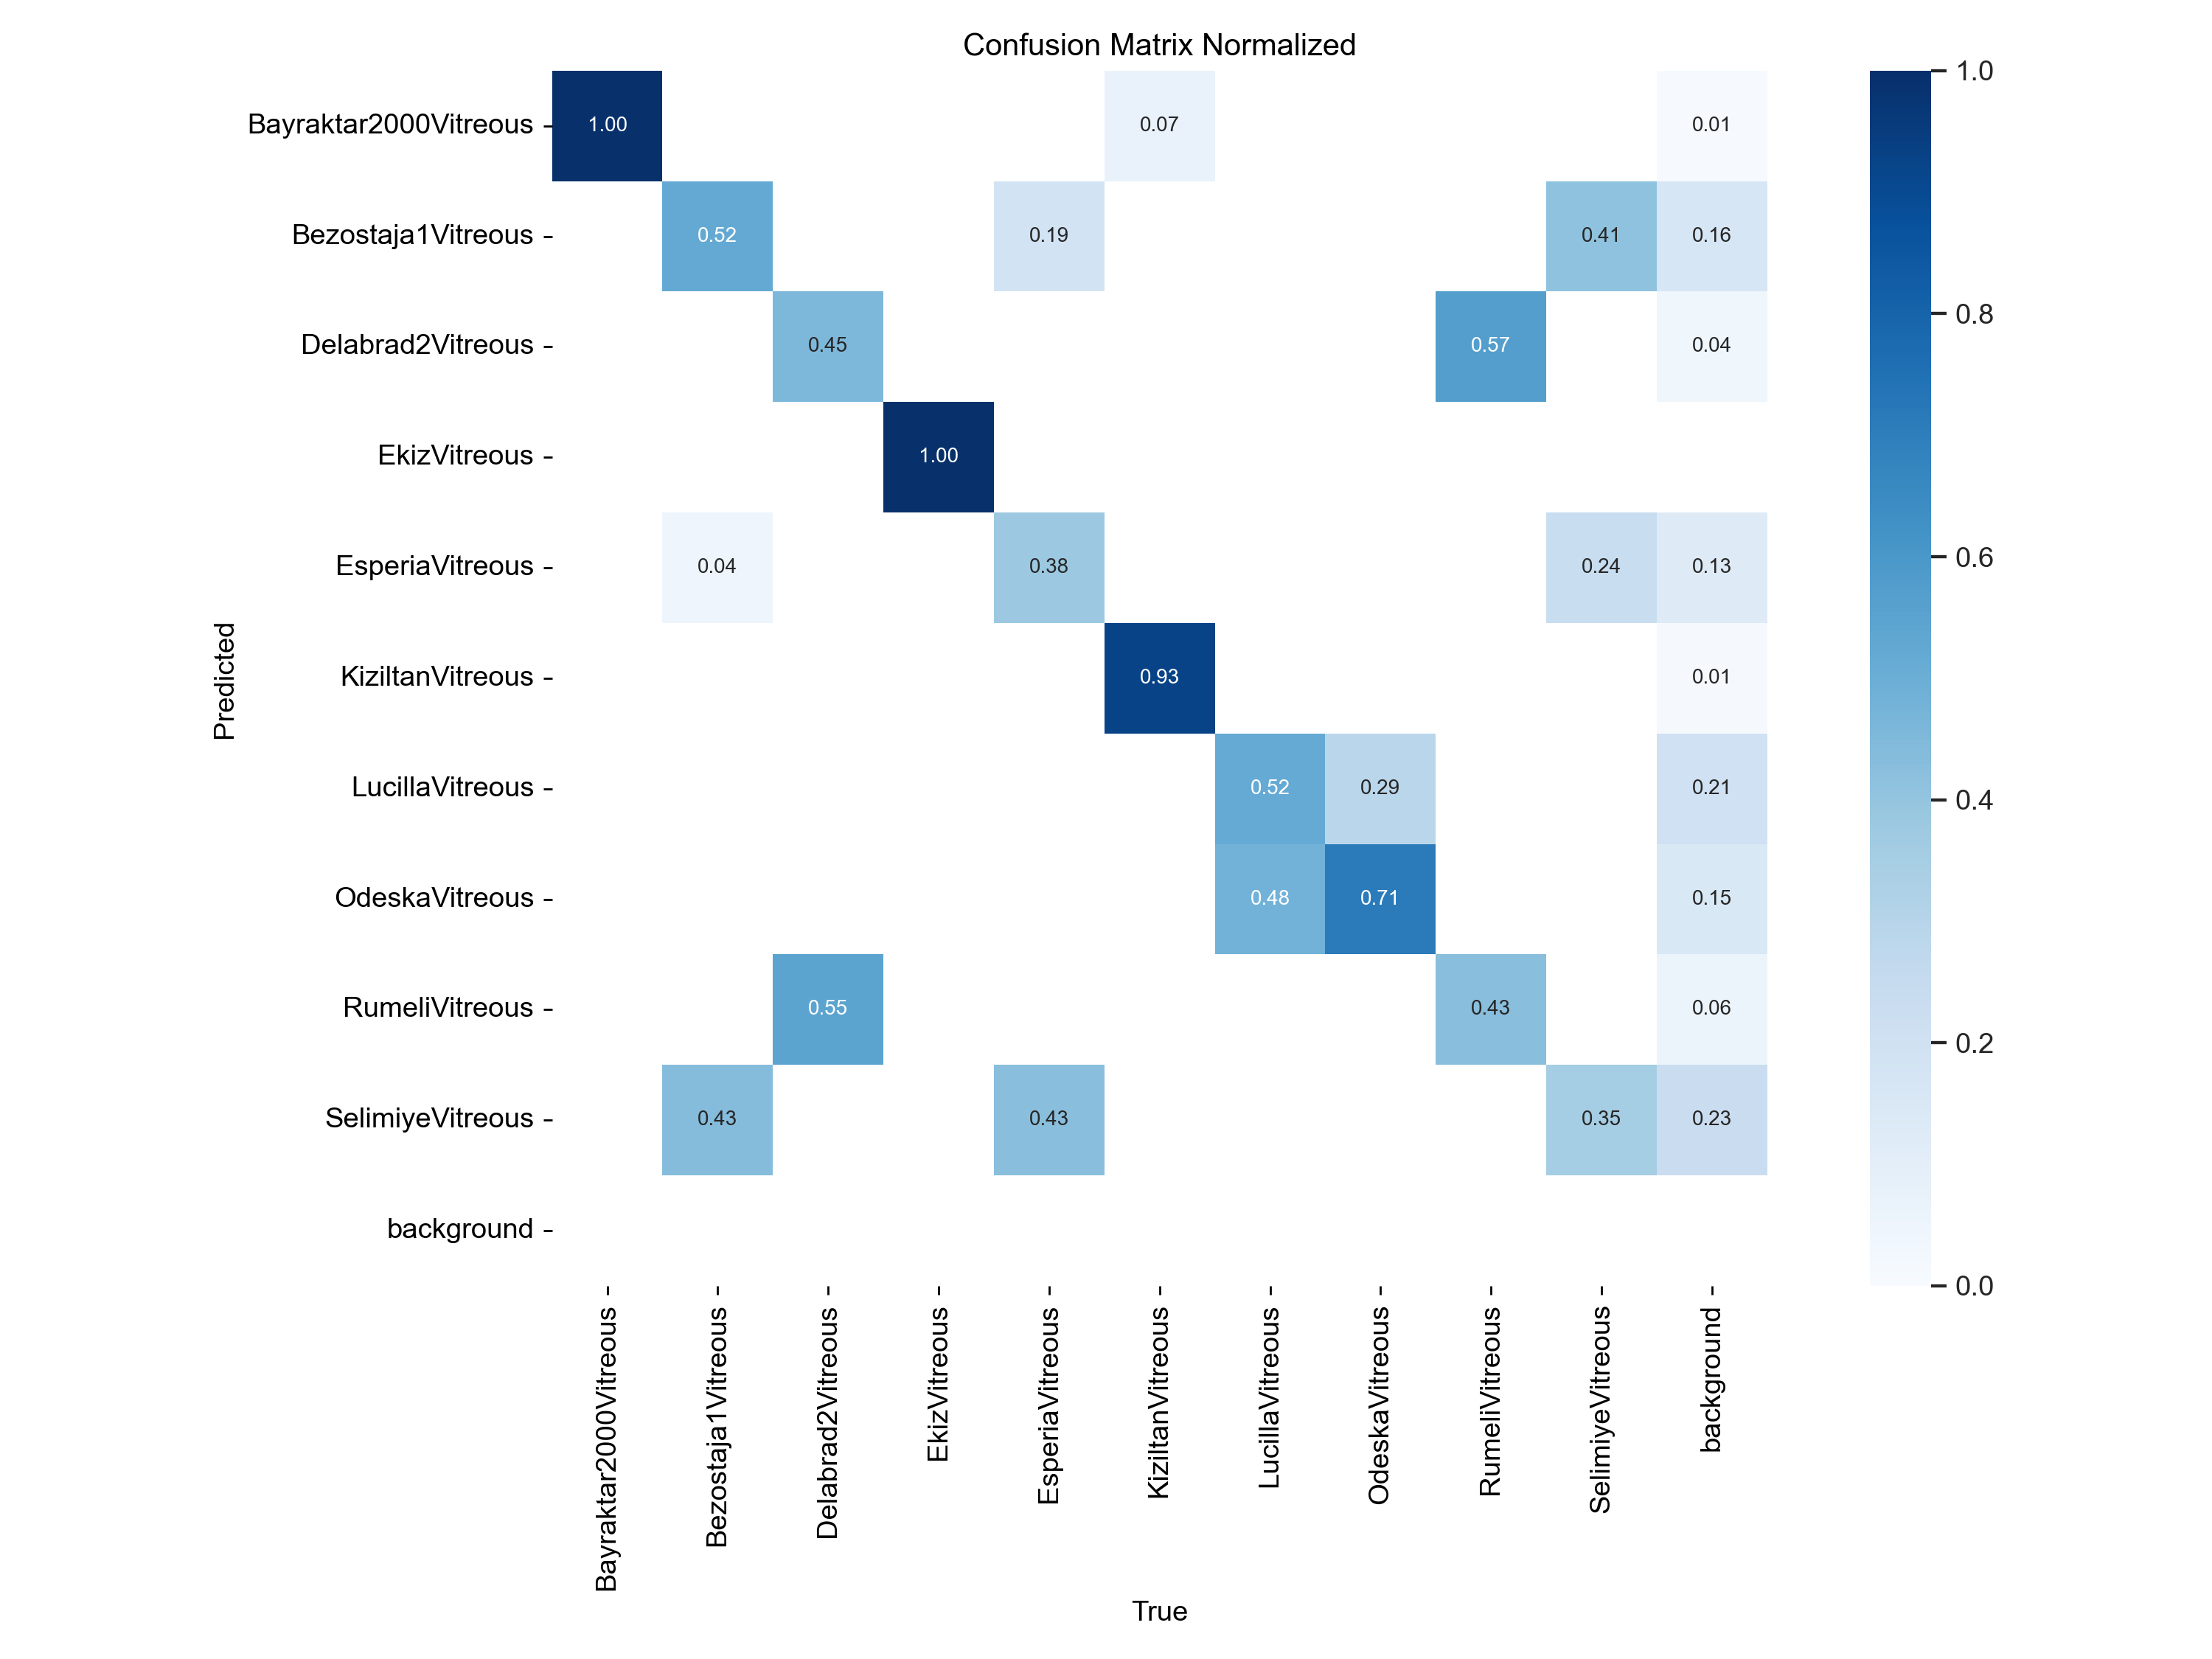 Confusion Matrix Normalized
Bayraktar2000Vitreous 1.00 0.07 0.01
Bezostaja1Vitreous 0.52 0.19 0.41 0.16
Delabrad2Vitreous 0.45 0.57 0.04
EkizVitreous 1.00
EsperiaVitreous 0.04 0.38 0.24 0.13
KiziltanVitreous 0.93 0.01
LucillaVitreous 0.52 0.29 0.21
OdeskaVitreous 0.48 0.71 0.15
RumeliVitreous 0.55 0.43 0.06
SelimiyeVitreous 0.43 0.43 0.35 0.23
background
Predicted
Bayraktar2000Vitreous
Bezostaja1Vitreous
Delabrad2Vitreous
EkizVitreous
EsperiaVitreous
KiziltanVitreous
LucillaVitreous
OdeskaVitreous
RumeliVitreous
SelimiyeVitreous
background
True
1.0
0.8
0.6
0.4
0.2
0.0